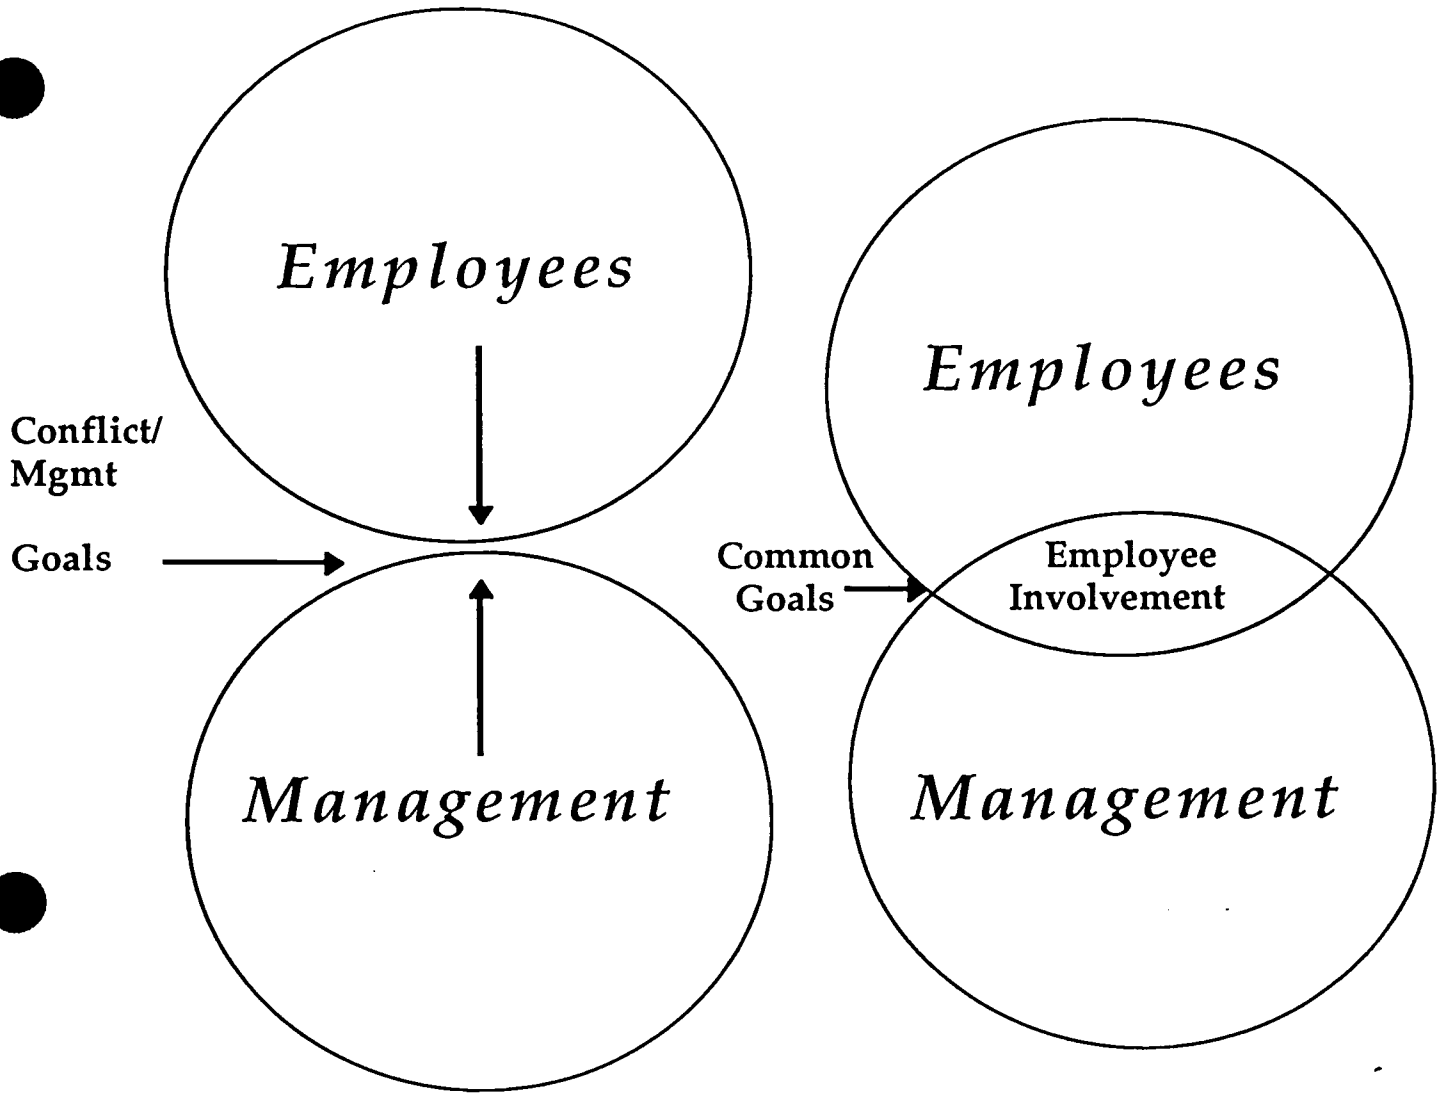 Employees
Conflict/
Mgmt
Goals
Management
Employees
Common
Goals
Employee
Involvement
Management